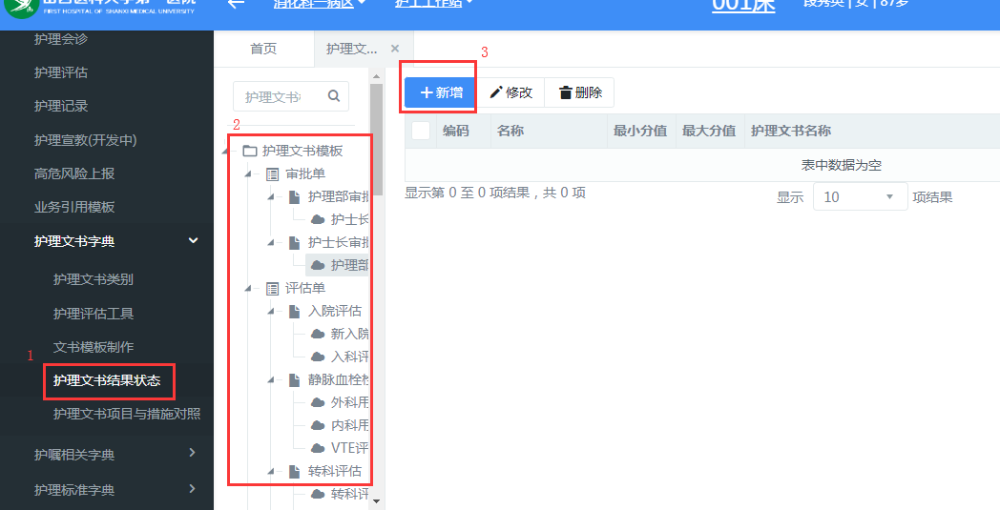 FIRST HOSPITAL OF SHANXI MEDICAL UNIVERSITY
消化科一病区
护士工作站
001床
段秀英 | 女 | 87岁
护理会诊
护理评估
护理记录
护理宣教(开发中)
高危风险上报
业务引用模板
护理文书字典
护理文书类别
护理评估工具
文书模板制作
1
护理文书结果状态
护理文书项目与措施对照
护嘱相关字典
护理标准字典
首页
护理文... ×
3
护理文书
2
护理文书模板
审批单
护理部审批
护士长
护士长审批
护理部
评估单
入院评估
新入院
入科评
静脉血栓栓
外科用
内科用
VTE评
转科评估
转科评
新增
修改
删除
编码
名称
最小分值
最大分值
护理文书名称
表中数据为空
显示第 0 至 0 项结果，共 0 项
显示 10 项结果